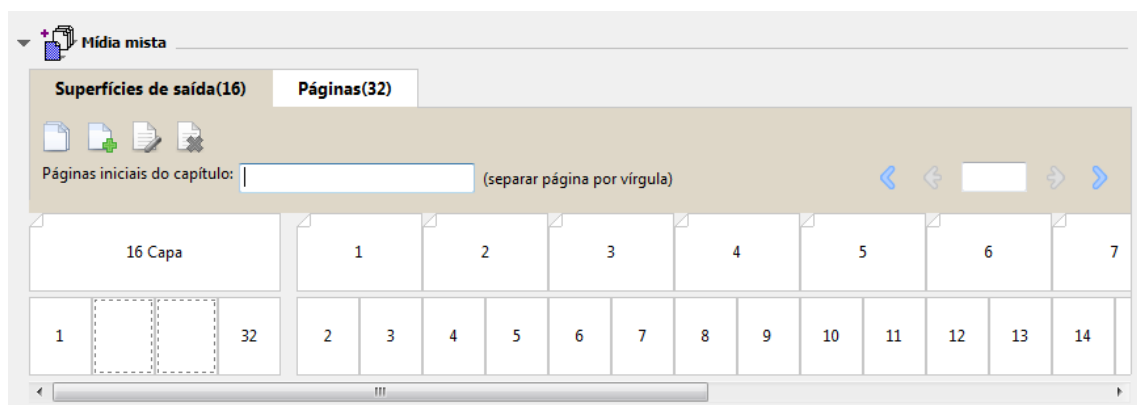 Mídia mista
Superfícies de saída(16) Páginas(32)
Páginas iniciais do capítulo: (separar página por vírgula)
16 Capa 1 2 3 4 5 6 7
1 32 2 3 4 5 6 7 8 9 10 11 12 13 14